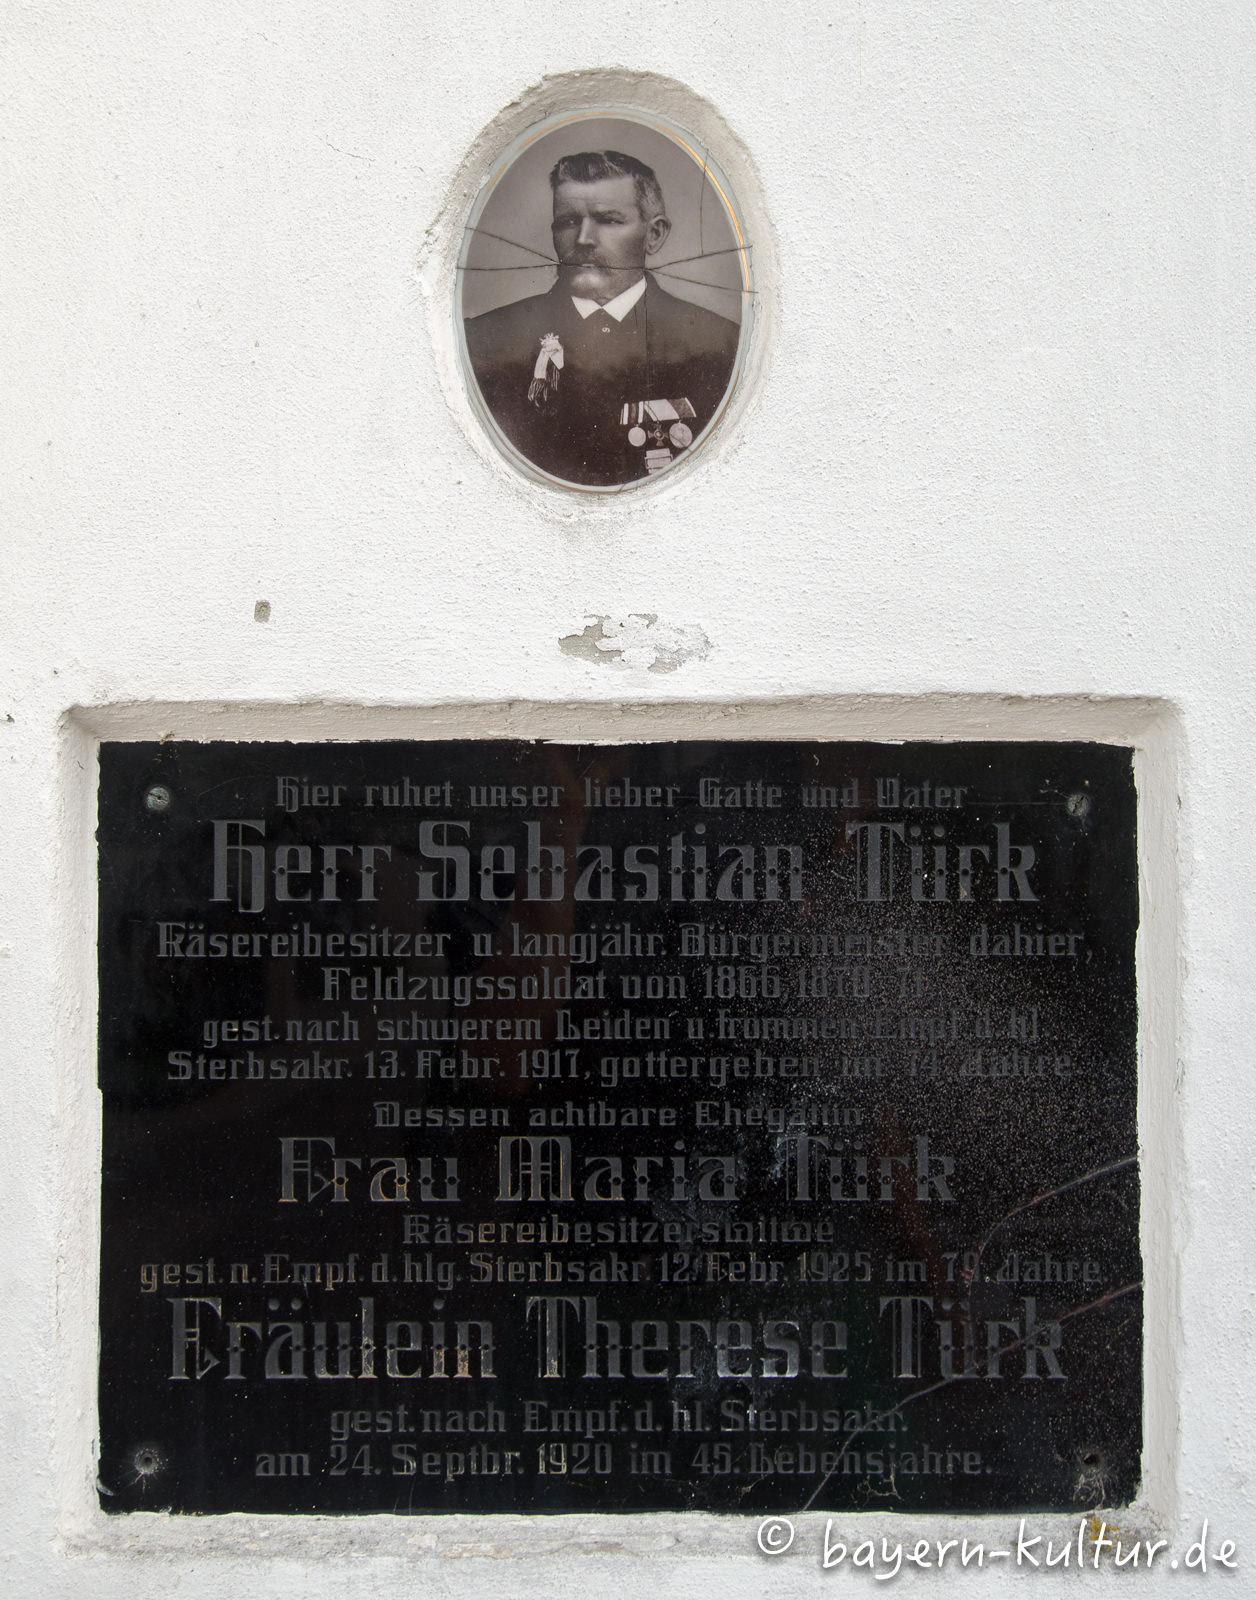 Hier ruhet unser lieber Gatte und Vater
Herr Sebastian Türk
Käsereibesitzer u. langjähr. Bürgermeister dahier,
Feldzugssoldat von 1866, 1870-71,
gest. nach schwerem Leiden u. frommen Empf. d. hl.
Sterbsakr. 13. Febr. 1917, gottergeben im 74. Jahre.
Dessen achtbare Ehegattin
Frau Maria Türk
Käsereibesitzerswitwe
gest. n. Empf. d. hlg. Sterbsakr. 12. Febr. 1925 im 79. Jahre.
Fräulein Therese Türk
gest. nach Empf. d. hl. Sterbsakr.
am 24. Septbr. 1920 im 45. Lebensjahre.
© bayern-kultur.de